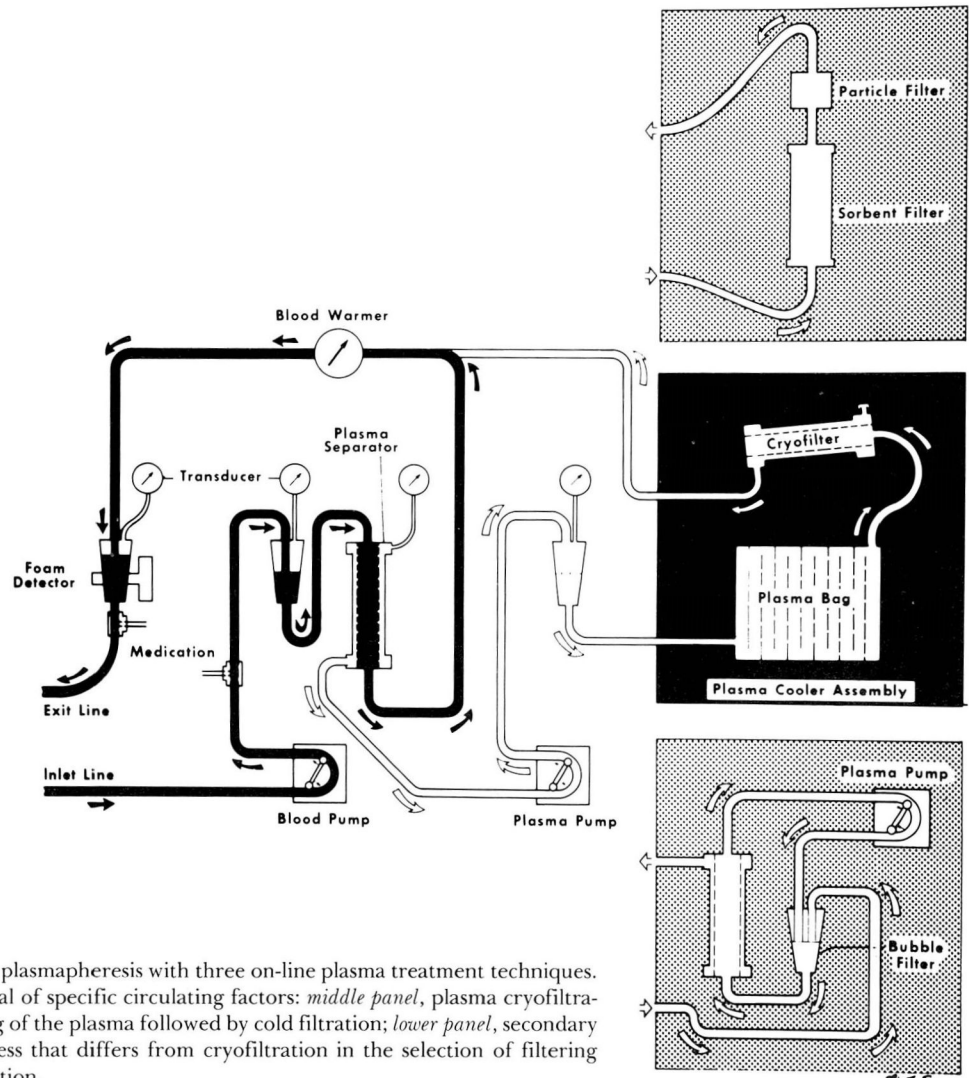 Particle Filter
Sorbent Filter
Blood Warmer
Plasma
Separator
Transducer
Foam
Detector
Medication
Exit Line
Inlet Line
Blood Pump
Plasma Pump
Cryofilter
Plasma Bag
Plasma Cooler Assembly
Plasma Pump
Bubble
Filter
plasmapheresis with three on-line plasma treatment techniques.
al of specific circulating factors: middle panel, plasma cryofiltra-
g of the plasma followed by cold filtration; lower panel, secondary
ess that differs from cryofiltration in the selection of filtering
tion.